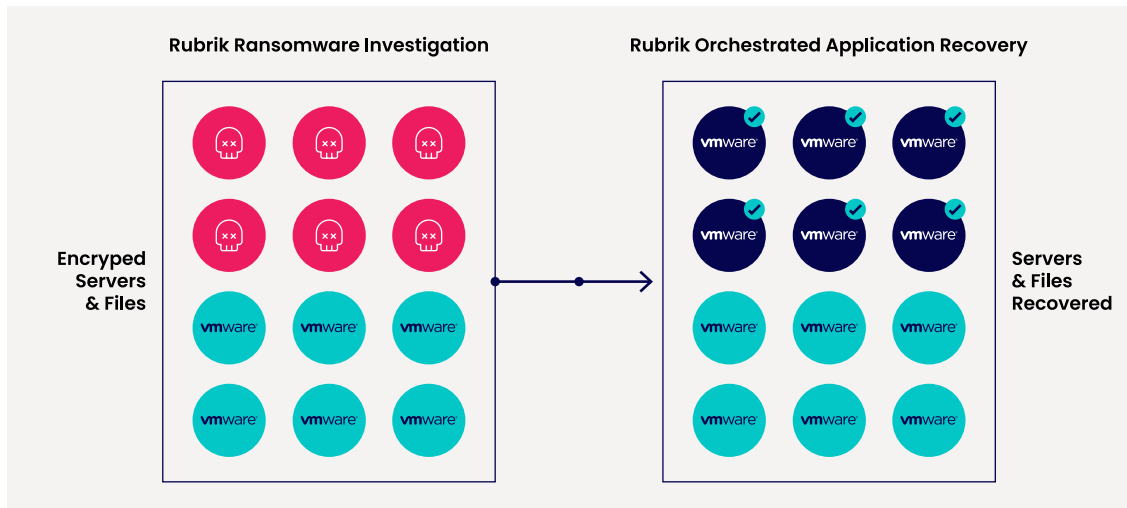 Rubrik Ransomware Investigation
Rubrik Orchestrated Application Recovery
vmware® vmware® vmware®
vmware® vmware® vmware®
Encryped
Servers
& Files
Servers
& Files
Recovered
vmware® vmware® vmware® vmware® vmware® vmware®
vmware® vmware® vmware® vmware® vmware® vmware®